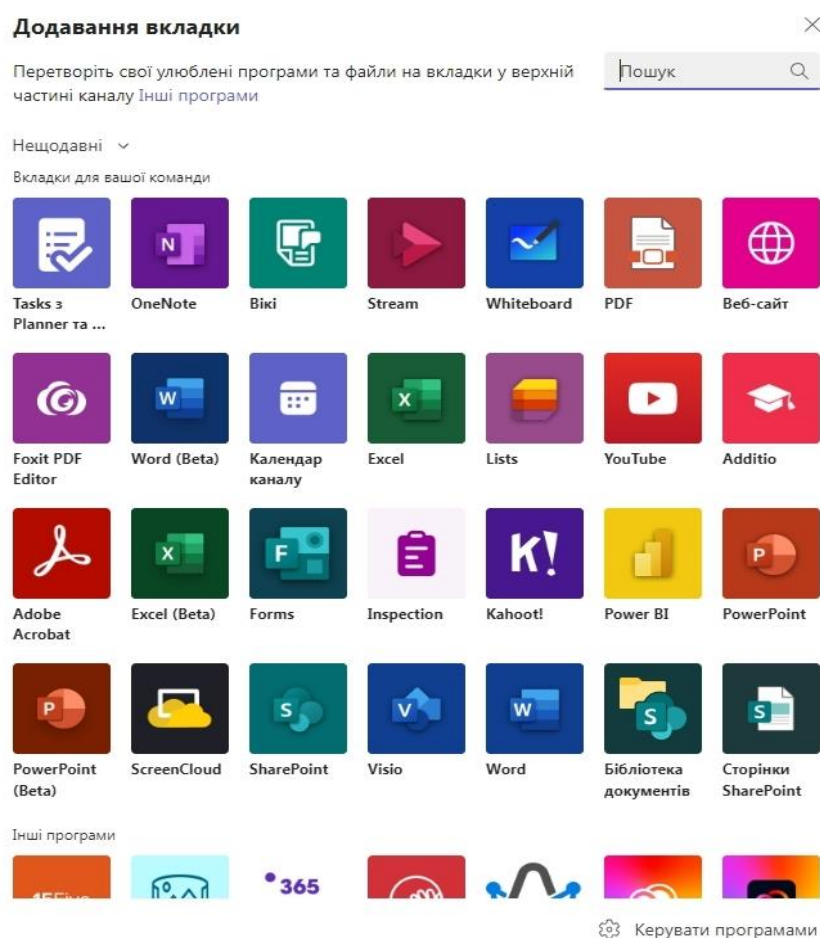 Додавання вкладки
Перетворіть свої улюблені програми та файли на вкладки у верхній
частині каналу Інші програми
Пошук
Нещодавні
Вкладки для вашої команди
N
Tasks з
Planner та ...
OneNote
Вікі
Stream
Whiteboard
PDF
Веб-сайт
W
X
Foxit PDF
Editor
Word (Beta)
Календар
каналу
Excel
Lists
YouTube
Additio
X
F
K!
P
Adobe
Acrobat
Excel (Beta)
Forms
Inspection
Kahoot!
Power BI
PowerPoint
P
S
V
W
S
S
PowerPoint
(Beta)
ScreenCloud
SharePoint
Visio
Word
Бібліотека
документів
Сторінки
SharePoint
Інші програми
365
Керувати програмами